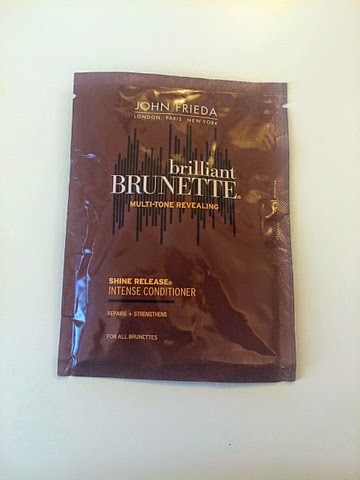 JOHN FRIEDA
LONDON PARIS NEW YORK
brilliant
BRUNETTE®
MULTI-TONE REVEALING
SHINE RELEASE®
INTENSE CONDITIONER
REPAIRS + STRENGTHENS
FOR ALL BRUNETTES